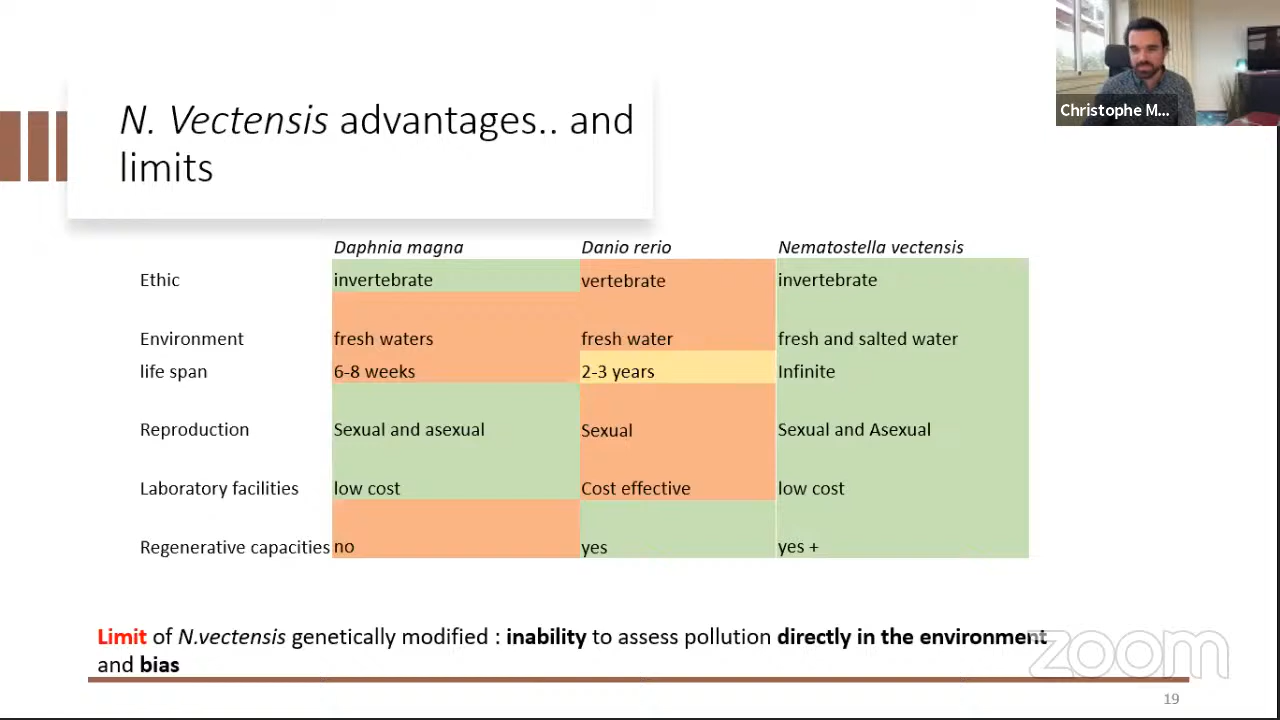 Christophe M...
N. Vectensis advantages.. and
limits
Daphnia magna Danio rerio Nematostella vectensis
Ethic invertebrate vertebrate invertebrate
Environment fresh waters fresh water fresh and salted water
life span 6-8 weeks 2-3 years Infinite
Reproduction Sexual and asexual Sexual Sexual and Asexual
Laboratory facilities low cost Cost effective low cost
Regenerative capacities no yes yes +
Limit of N.vectensis genetically modified : inability to assess pollution directly in the environment
and bias
zoom
19